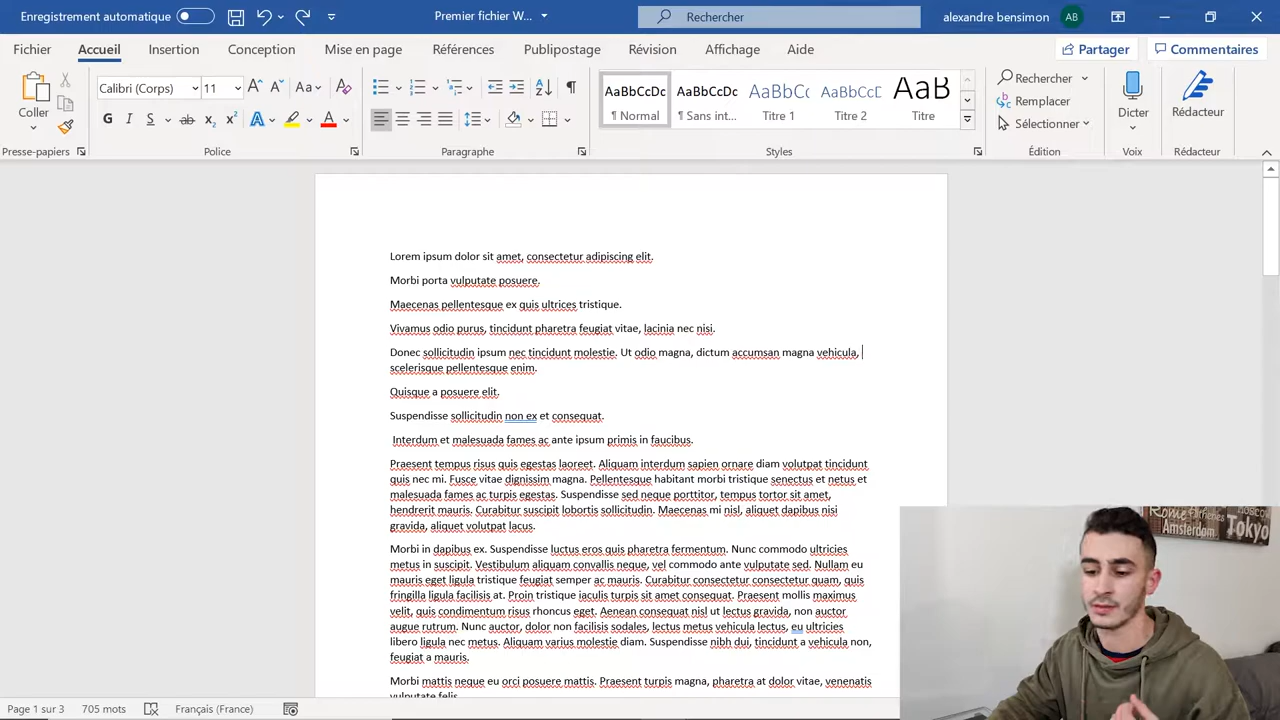 Enregistrement automatique
Premier fichier W...
Rechercher
alexandre bensimon
AB
Fichier
Accueil
Insertion
Conception
Mise en page
Références
Publipostage
Révision
Affichage
Aide
Partager
Commentaires
Coller
Presse-papiers
Calibri (Corps)
11
Aa
G I S ab x₂ x² A A
Police
Paragraphe
AaBbCcDc
¶ Normal
AaBbCcDc
¶ Sans int...
AaBbCc
Titre 1
AaBbCcD
Titre 2
AaB
Titre
Styles
Rechercher
Remplacer
Sélectionner
Édition
Dicter
Voix
Rédacteur
Rédacteur
Lorem ipsum dolor sit amet, consectetur adipiscing elit.
Morbi porta vulputate posuere.
Maecenas pellentesque ex quis ultrices tristique.
Vivamus odio purus, tincidunt pharetra feugiat vitae, lacinia nec nisi.
Donec sollicitudin ipsum nec tincidunt molestie. Ut odio magna, dictum accumsan magna vehicula,
scelerisque pellentesque enim.
Quisque a posuere elit.
Suspendisse sollicitudin non ex et consequat.
Interdum et malesuada fames ac ante ipsum primis in faucibus.
Praesent tempus risus quis egestas laoreet. Aliquam interdum sapien ornare diam volutpat tincidunt
quis nec mi. Fusce vitae dignissim magna. Pellentesque habitant morbi tristique senectus et netus et
malesuada fames ac turpis egestas. Suspendisse sed neque porttitor, tempus tortor sit amet,
hendrerit mauris. Curabitur suscipit lobortis sollicitudin. Maecenas mi nisl, aliquet dapibus nisi
gravida, aliquet volutpat lacus.
Morbi in dapibus ex. Suspendisse luctus eros quis pharetra fermentum. Nunc commodo ultricies
metus in suscipit. Vestibulum aliquam convallis neque, vel commodo ante vulputate sed. Nullam eu
mauris eget ligula tristique feugiat semper ac mauris. Curabitur consectetur consectetur quam, quis
fringilla ligula facilisis at. Proin tristique iaculis turpis sit amet consequat. Praesent mollis maximus
velit, quis condimentum risus rhoncus eget. Aenean consequat nisl ut lectus gravida, non auctor
augue rutrum. Nunc auctor, dolor non facilisis sodales, lectus metus vehicula lectus, eu ultricies
libero ligula nec metus. Aliquam varius molestie diam. Suspendisse nibh dui, tincidunt a vehicula non,
feugiat a mauris.
Morbi mattis neque eu orci posuere mattis. Praesent turpis magna, pharetra at dolor vitae, venenatis
vulputate felis.
Rome
Amsterdam
Tokyo
Page 1 sur 3
705 mots
Français (France)